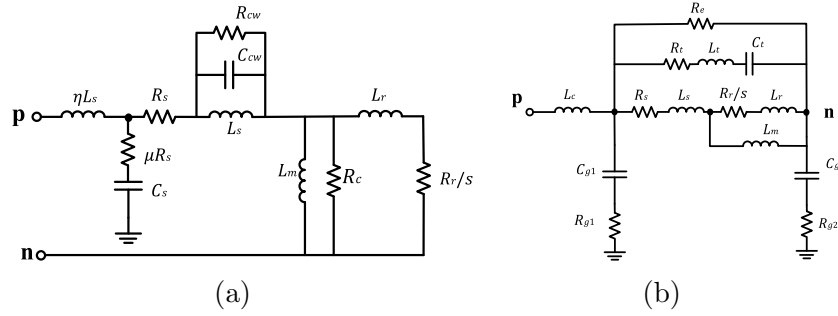 R_cw
C_cw
ηL_s
R_s
L_s
L_r
p
μR_s
C_s
L_m
R_c
R_r/s
n
(a)
R_e
R_t L_t C_t
p
L_c
R_s L_s R_r/s L_r
n
L_m
C_g1
C_g
R_g1
R_g2
(b)